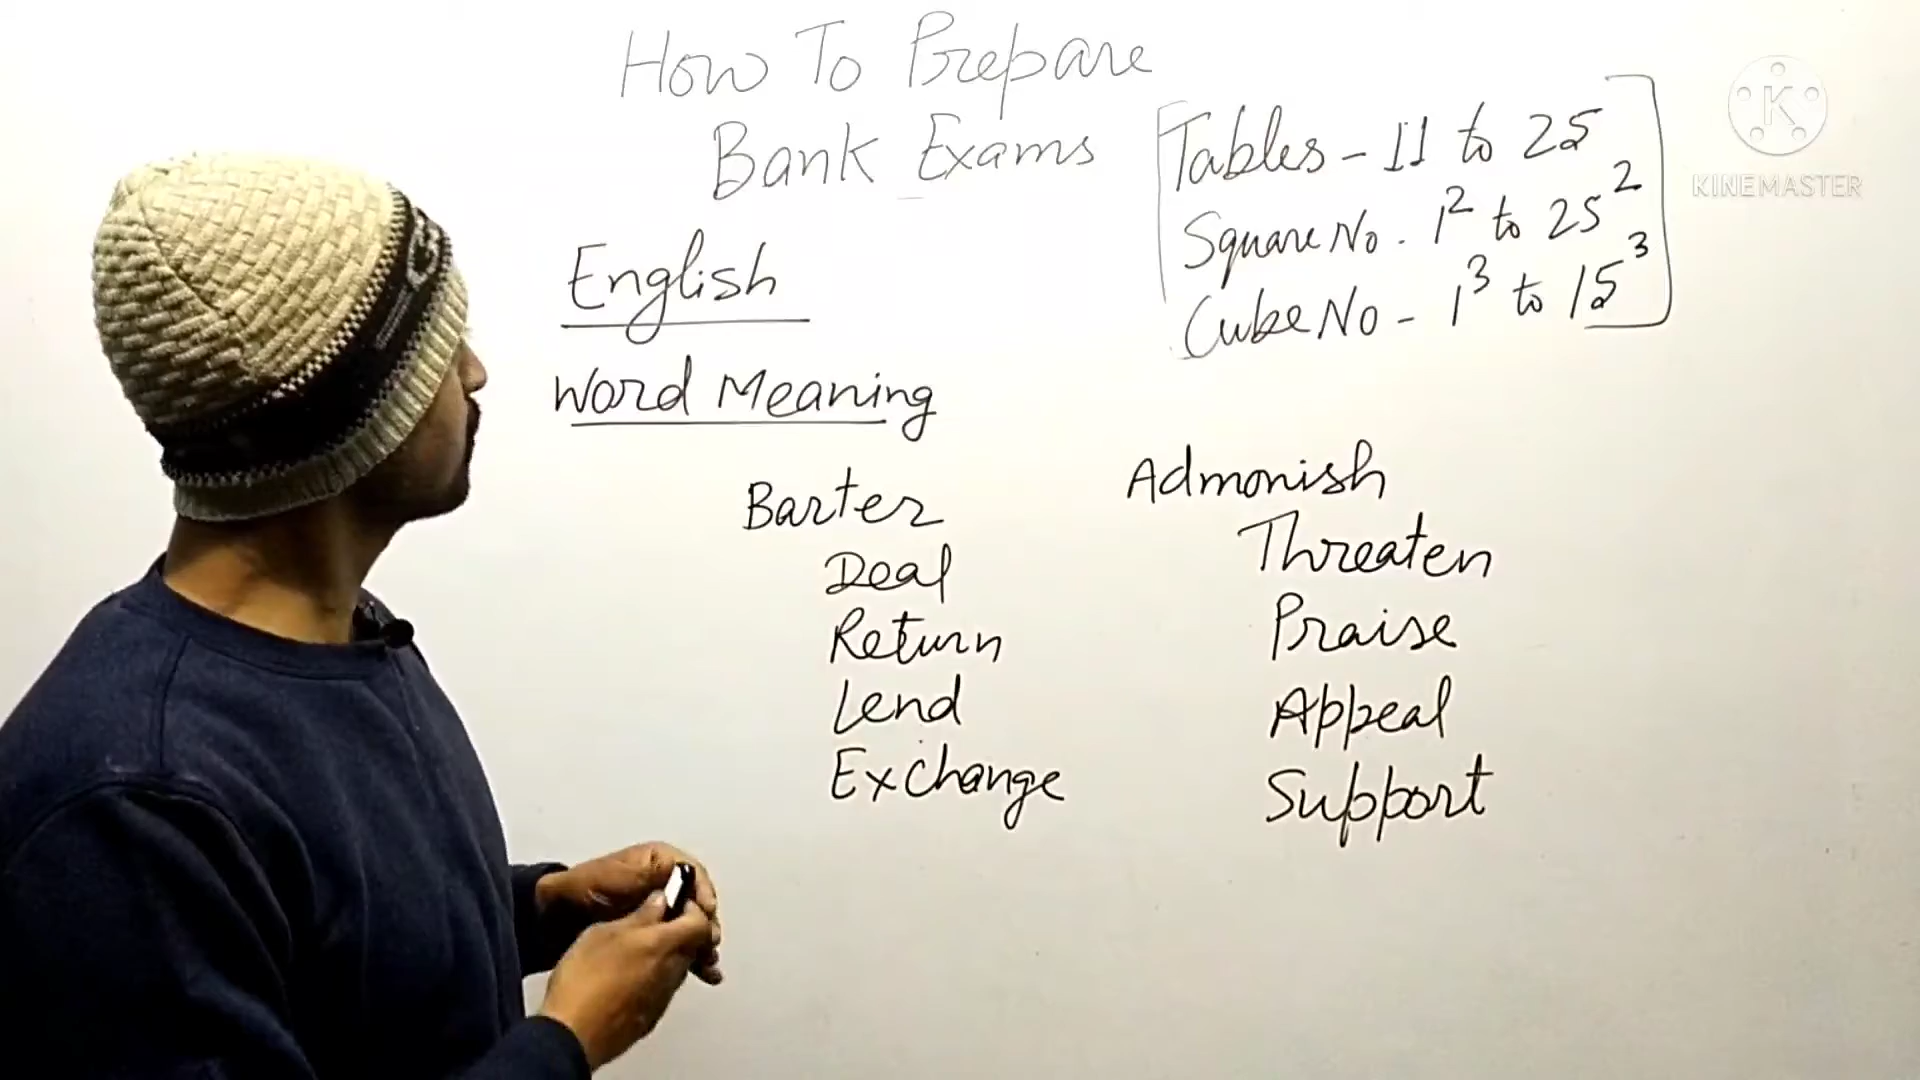 How To Prepare
Bank Exams
Tables - 11 to 25
Square No. 1² to 25²
Cube No - 1³ to 15³
English
Word Meaning
Barter
Deal
Return
Lend
Exchange
Admonish
Threaten
Praise
Appeal
Support
K
KINEMASTER